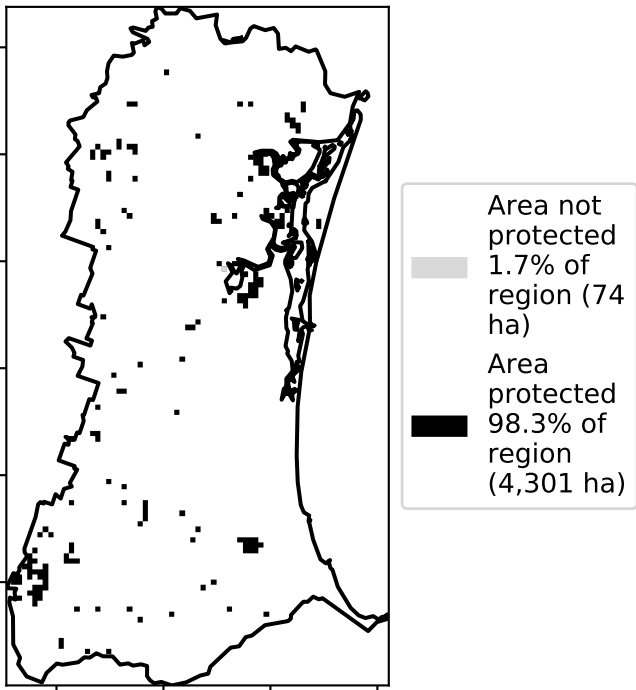 Area not
protected
1.7% of
region (74
ha)
Area
protected
98.3% of
region
(4,301 ha)